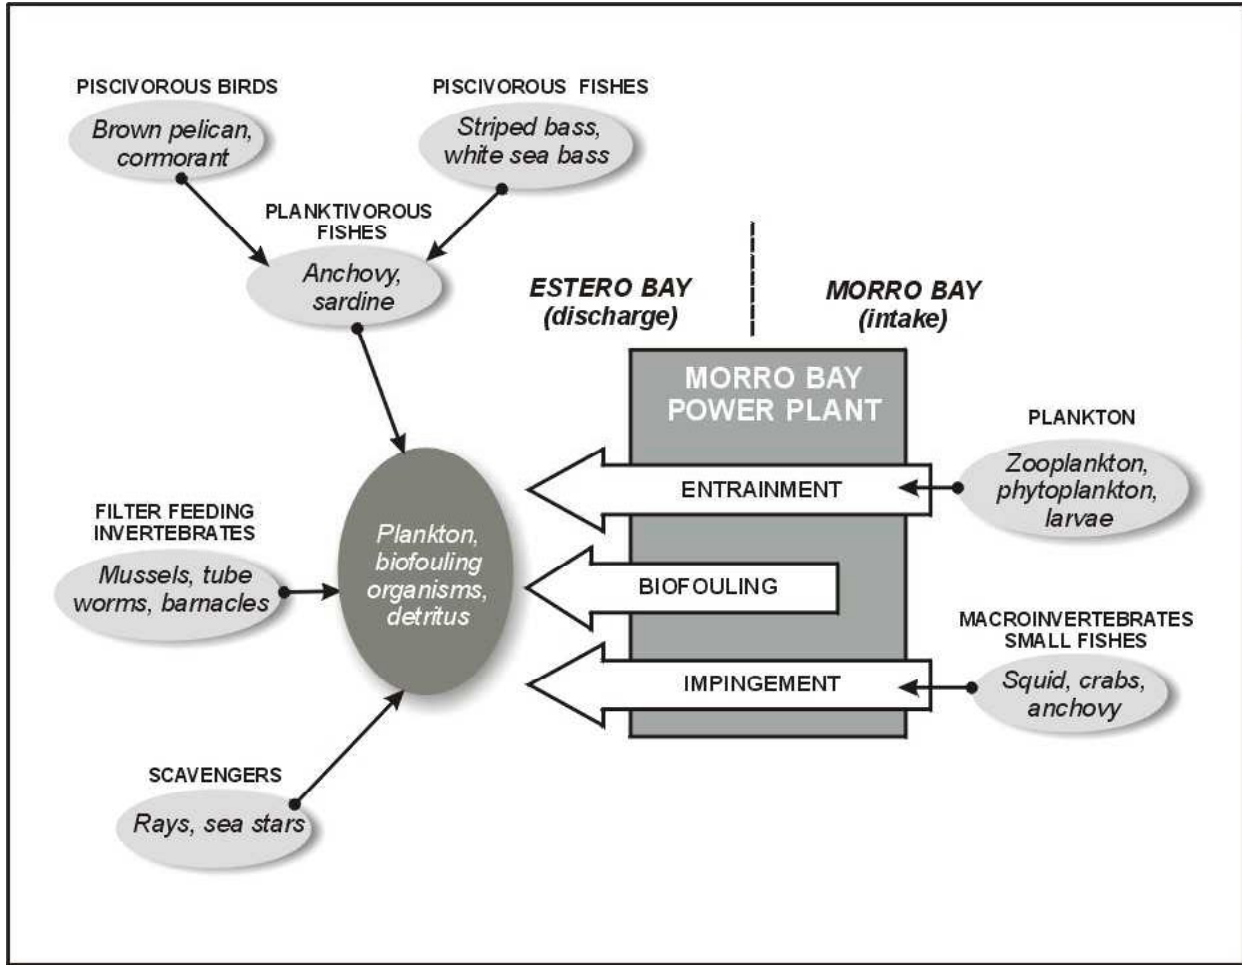 PISCIVOROUS BIRDS
Brown pelican,
cormorant
PISCIVOROUS FISHES
Striped bass,
white sea bass
PLANKTIVOROUS
FISHES
Anchovy,
sardine
ESTERO BAY
(discharge)
MORRO BAY
(intake)
MORRO BAY
POWER PLANT
PLANKTON
Zooplankton,
phytoplankton,
larvae
ENTRAINMENT
FILTER FEEDING
INVERTEBRATES
Mussels, tube
worms, barnacles
Plankton,
biofouling
organisms,
detritus
BIOFOULING
MACROINVERTEBRATES
SMALL FISHES
Squid, crabs,
anchovy
IMPINGEMENT
SCAVENGERS
Rays, sea stars